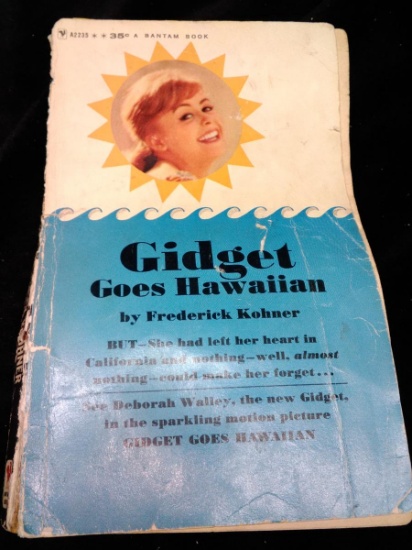 A2235 ** 35¢ A BANTAM BOOK
Gidget
Goes Hawaiian
by Frederick Kohner
BUT—She had left her heart in
California and nothing—well, almost
nothing—could make her forget...
See Deborah Walley, the new Gidget,
in the sparkling motion picture
GIDGET GOES HAWAIIAN